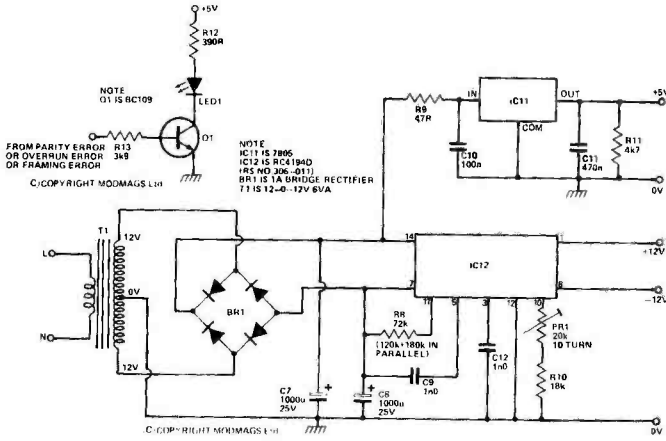 +5V
R12
390R
NOTE
Q1 IS BC109
LED1
Q1
FROM PARITY ERROR
OR OVERRUN ERROR
OR FRAMING ERROR
R13
3k9
C/COPYRIGHT MODMAGS Ltd
NOTE
IC11 IS 7805
IC12 IS RC4194D
(RS NO 306-011)
BR1 IS 1A BRIDGE RECTIFIER
T1 IS 12-0--12V 6VA
R9
47R
IN
IC11
OUT
COM
+5V
C10
100n
C11
470n
R11
4k7
0V
T1
12V
L
0V
N
12V
BR1
14
7
IC12
11
9
3
12
10
1
8
+12V
-12V
R8
72k
(120k+180k IN
PARALLEL)
C9
1n0
C12
1n0
PR1
20k
10 TURN
R10
18k
C7
1000u
25V
+
C8
1000u
25V
+
0V
C/COPYRIGHT MODMAGS Ltd